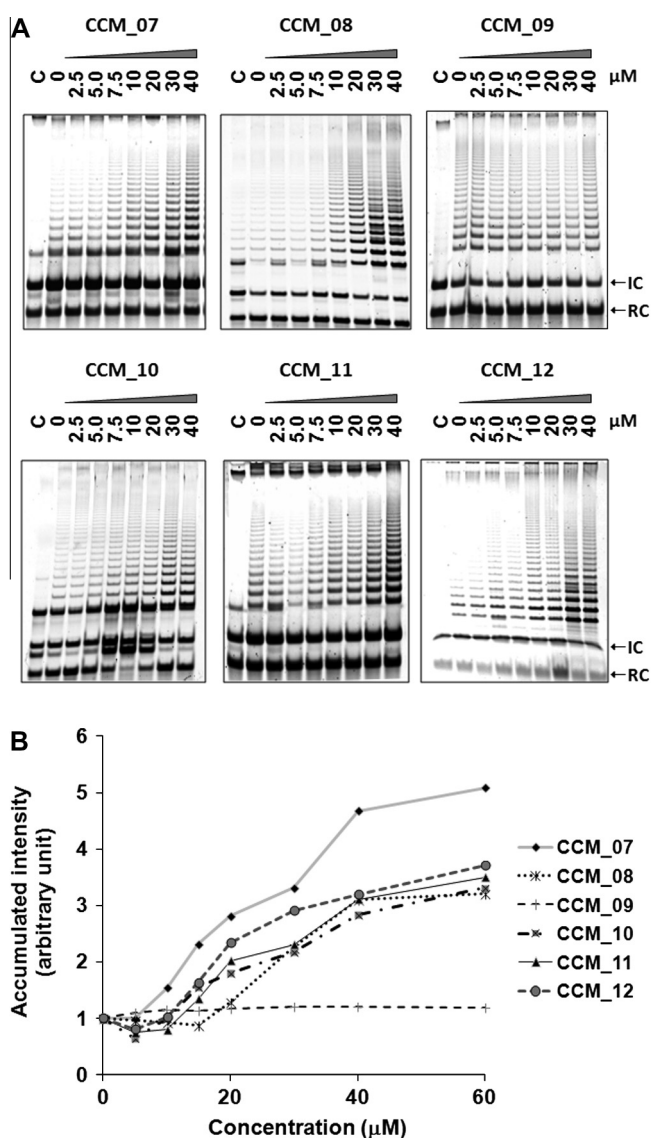 A
CCM_07 CCM_08 CCM_09
C 0 2.5 5.0 7.5 10 20 30 40 C 0 2.5 5.0 7.5 10 20 30 40 C 0 2.5 5.0 7.5 10 20 30 40 μM
←IC
←RC
CCM_10 CCM_11 CCM_12
C 0 2.5 5.0 7.5 10 20 30 40 C 0 2.5 5.0 7.5 10 20 30 40 C 0 2.5 5.0 7.5 10 20 30 40 μM
←IC
←RC
B
Accumulated intensity
(arbitrary unit)
6
5
4
3
2
1
0
0 20 40 60
Concentration (μM)
CCM_07
CCM_08
CCM_09
CCM_10
CCM_11
CCM_12